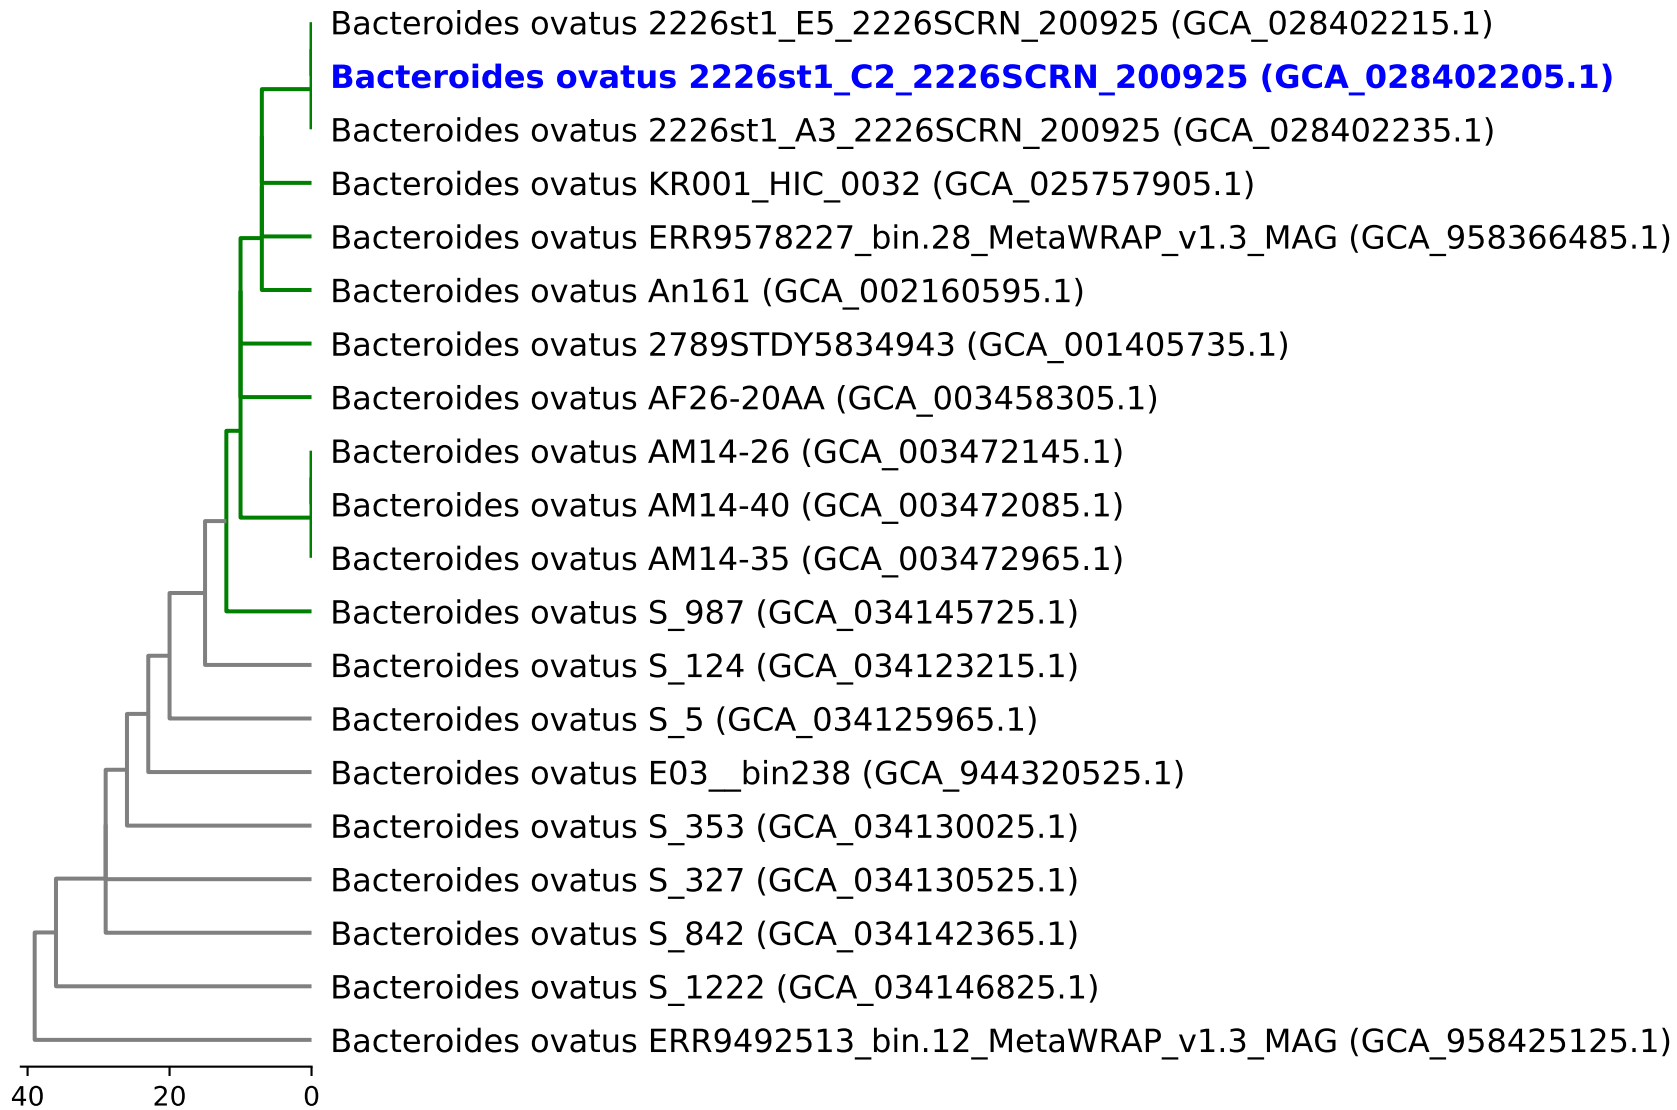 Bacteroides ovatus 2226st1_E5_2226SCRN_200925 (GCA_028402215.1)
Bacteroides ovatus 2226st1_C2_2226SCRN_200925 (GCA_028402205.1)
Bacteroides ovatus 2226st1_A3_2226SCRN_200925 (GCA_028402235.1)
Bacteroides ovatus KR001_HIC_0032 (GCA_025757905.1)
Bacteroides ovatus ERR9578227_bin.28_MetaWRAP_v1.3_MAG (GCA_958366485.1)
Bacteroides ovatus An161 (GCA_002160595.1)
Bacteroides ovatus 2789STDY5834943 (GCA_001405735.1)
Bacteroides ovatus AF26-20AA (GCA_003458305.1)
Bacteroides ovatus AM14-26 (GCA_003472145.1)
Bacteroides ovatus AM14-40 (GCA_003472085.1)
Bacteroides ovatus AM14-35 (GCA_003472965.1)
Bacteroides ovatus S_987 (GCA_034145725.1)
Bacteroides ovatus S_124 (GCA_034123215.1)
Bacteroides ovatus S_5 (GCA_034125965.1)
Bacteroides ovatus E03__bin238 (GCA_944320525.1)
Bacteroides ovatus S_353 (GCA_034130025.1)
Bacteroides ovatus S_327 (GCA_034130525.1)
Bacteroides ovatus S_842 (GCA_034142365.1)
Bacteroides ovatus S_1222 (GCA_034146825.1)
Bacteroides ovatus ERR9492513_bin.12_MetaWRAP_v1.3_MAG (GCA_958425125.1)
40 20 0